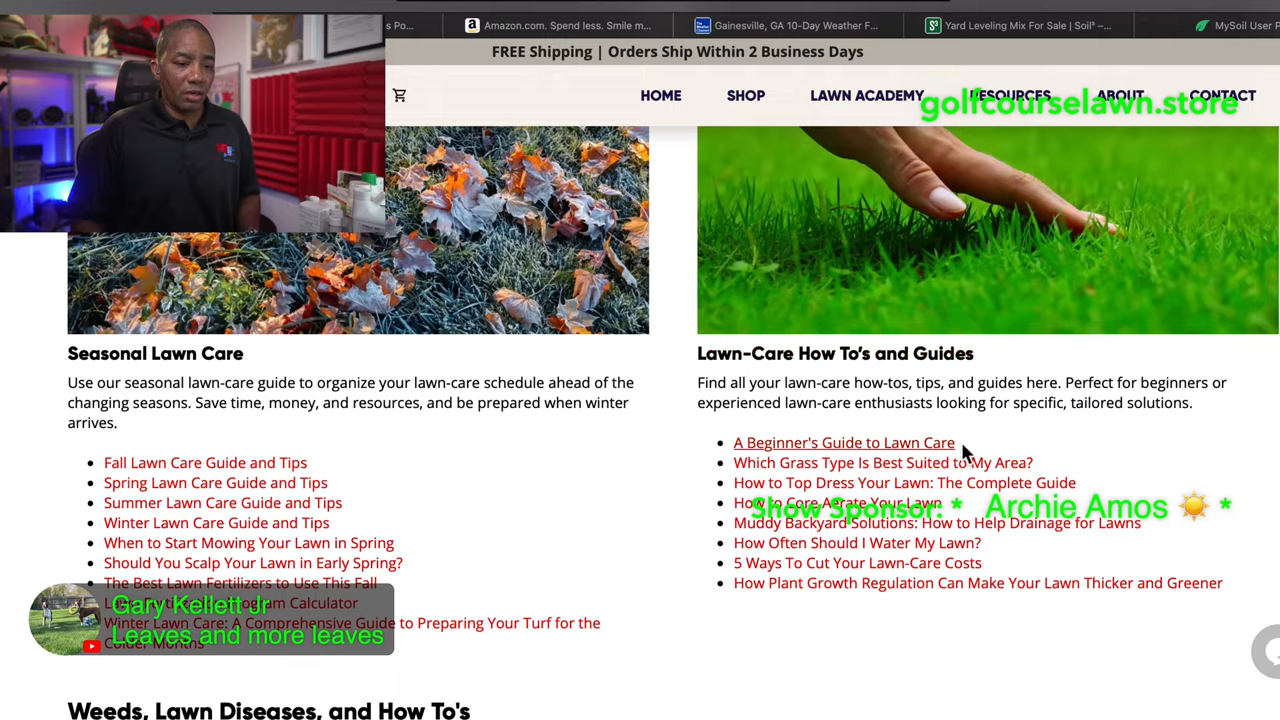 s Po...
Amazon.com. Spend less. Smile m...
Gainesville, GA 10-Day Weather F...
S3
Yard Leveling Mix For Sale | Soil³ –...
MySoil User P
FREE Shipping | Orders Ship Within 2 Business Days
HOME SHOP LAWN ACADEMY RESOURCES ABOUT CONTACT
golfcourselawn.store
Seasonal Lawn Care
Use our seasonal lawn-care guide to organize your lawn-care schedule ahead of the
changing seasons. Save time, money, and resources, and be prepared when winter
arrives.
Fall Lawn Care Guide and Tips
Spring Lawn Care Guide and Tips
Summer Lawn Care Guide and Tips
Winter Lawn Care Guide and Tips
When to Start Mowing Your Lawn in Spring
Should You Scalp Your Lawn in Early Spring?
The Best Lawn Fertilizers to Use This Fall
Program Calculator
Winter Lawn Care: A Comprehensive Guide to Preparing Your Turf for the
Colder Months
Gary Kellett Jr
Leaves and more leaves
Lawn-Care How To's and Guides
Find all your lawn-care how-tos, tips, and guides here. Perfect for beginners or
experienced lawn-care enthusiasts looking for specific, tailored solutions.
A Beginner's Guide to Lawn Care
Which Grass Type Is Best Suited to My Area?
How to Top Dress Your Lawn: The Complete Guide
How to Core Aerate Your Lawn
Show Sponsor: * Archie Amos ☀️ *
Muddy Backyard Solutions: How to Help Drainage for Lawns
How Often Should I Water My Lawn?
5 Ways To Cut Your Lawn-Care Costs
How Plant Growth Regulation Can Make Your Lawn Thicker and Greener
Weeds, Lawn Diseases, and How To's